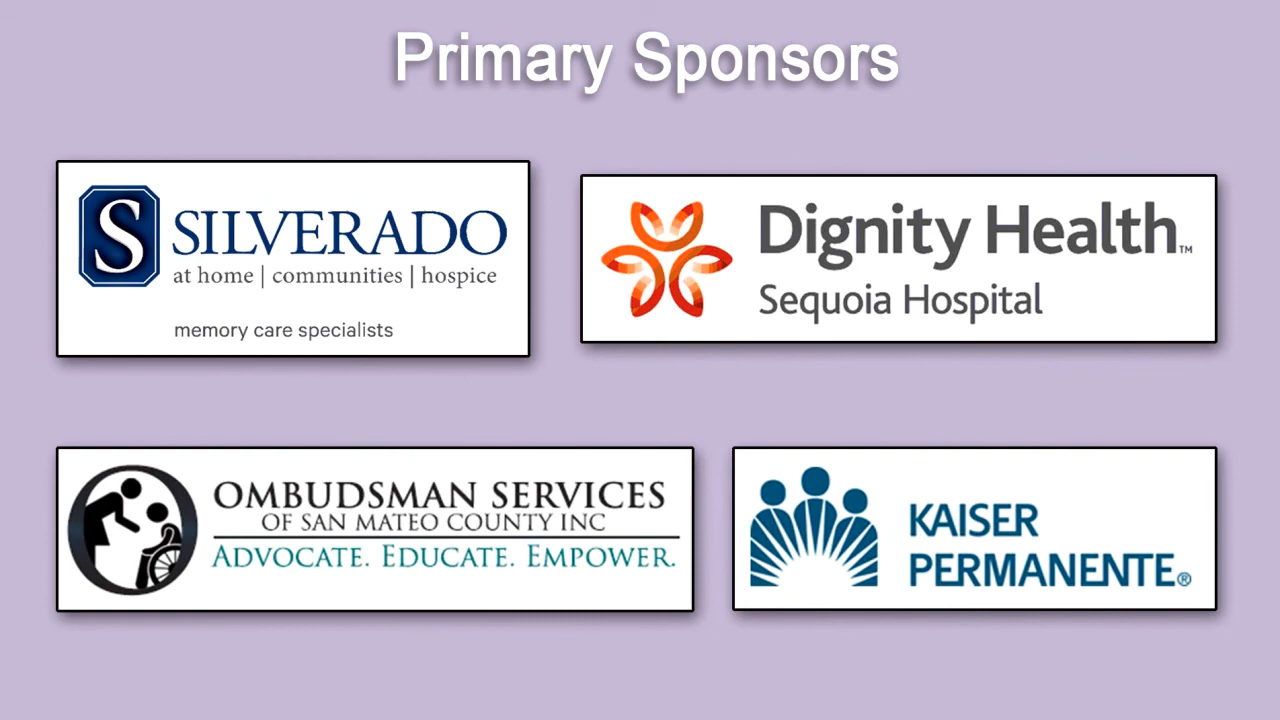 Primary Sponsors
S SILVERADO
at home | communities | hospice
memory care specialists
Dignity Health™
Sequoia Hospital
OMBUDSMAN SERVICES
OF SAN MATEO COUNTY INC
ADVOCATE. EDUCATE. EMPOWER.
KAISER
PERMANENTE®